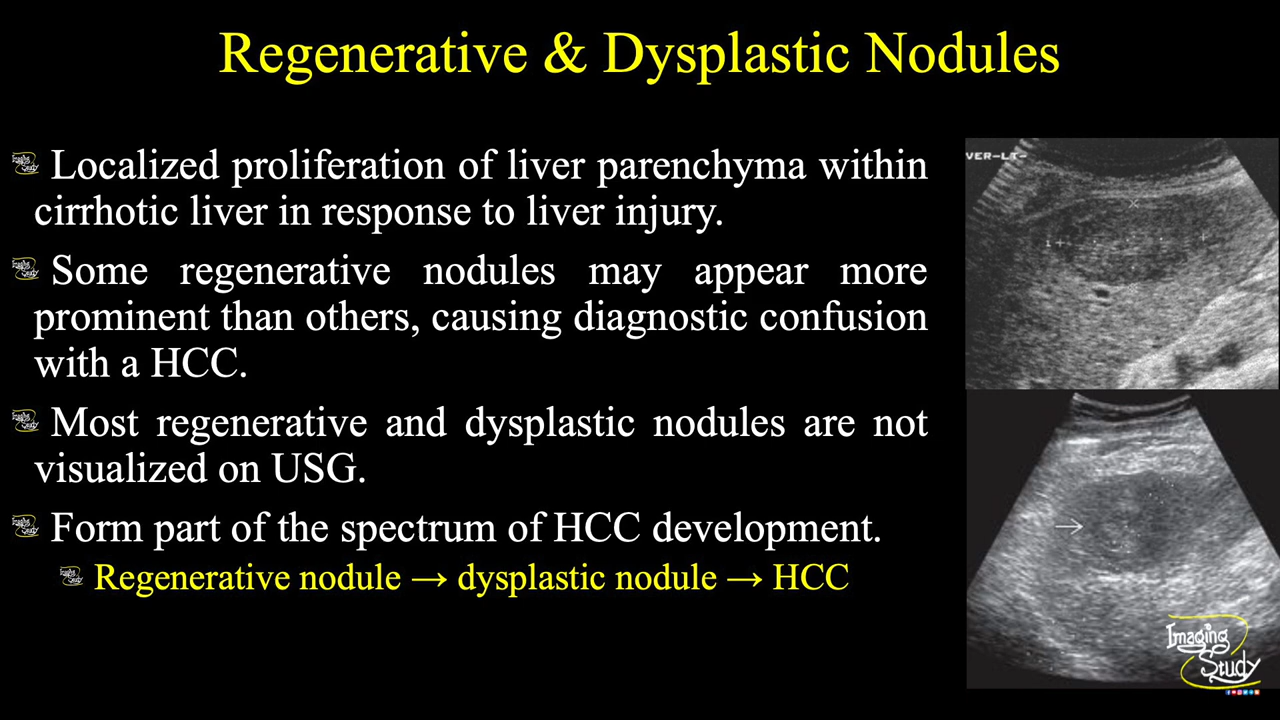 Regenerative & Dysplastic Nodules
Localized proliferation of liver parenchyma within
cirrhotic liver in response to liver injury.
Some regenerative nodules may appear more
prominent than others, causing diagnostic confusion
with a HCC.
Most regenerative and dysplastic nodules are not
visualized on USG.
Form part of the spectrum of HCC development.
Regenerative nodule → dysplastic nodule → HCC
VER-LT-
Imaging
Study